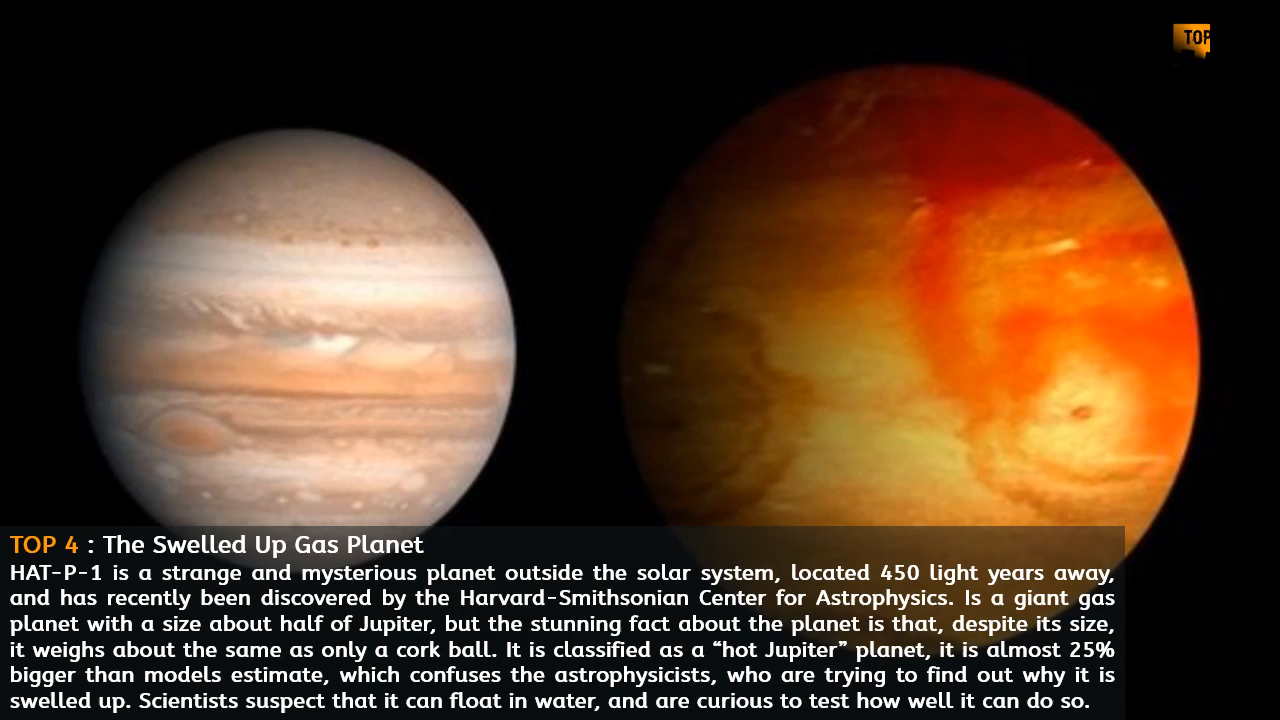 TOP
TOP 4 : The Swelled Up Gas Planet
HAT-P-1 is a strange and mysterious planet outside the solar system, located 450 light years away,
and has recently been discovered by the Harvard-Smithsonian Center for Astrophysics. Is a giant gas
planet with a size about half of Jupiter, but the stunning fact about the planet is that, despite its size,
it weighs about the same as only a cork ball. It is classified as a “hot Jupiter” planet, it is almost 25%
bigger than models estimate, which confuses the astrophysicists, who are trying to find out why it is
swelled up. Scientists suspect that it can float in water, and are curious to test how well it can do so.